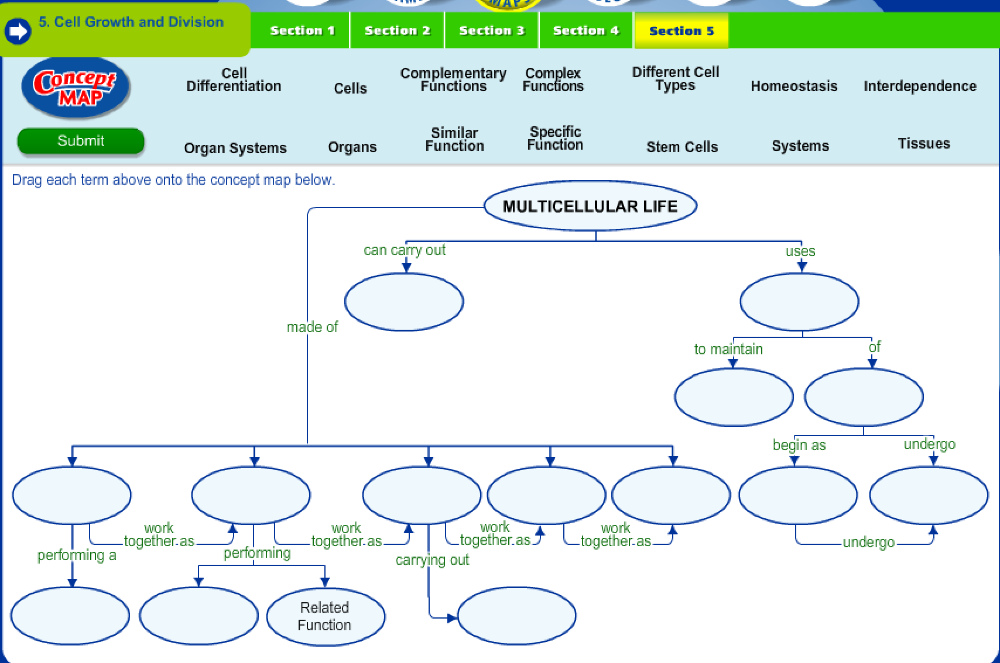 MAPS
5. Cell Growth and Division
Section 1
Section 2
Section 3
Section 4
Section 5
Concept
MAP
Submit
Cell
Differentiation
Cells
Complementary
Functions
Complex
Functions
Different Cell
Types
Homeostasis
Interdependence
Organ Systems
Organs
Similar
Function
Specific
Function
Stem Cells
Systems
Tissues
Drag each term above onto the concept map below.
MULTICELLULAR LIFE
can carry out
uses
made of
to maintain
of
begin as
undergo
work
together as
work
together as
work
together as
work
together as
undergo
performing a
performing
carrying out
Related
Function